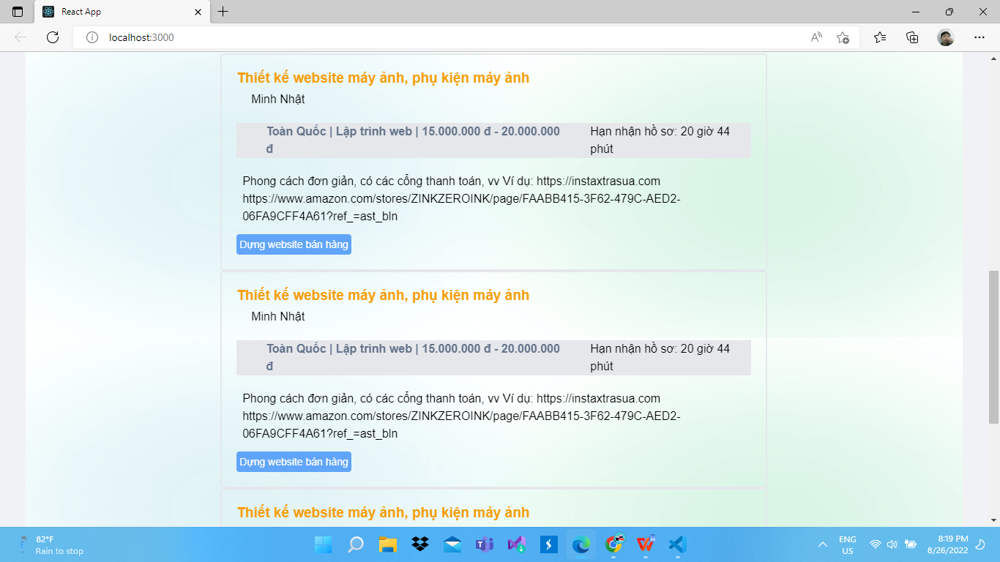 React App
localhost:3000
Thiết kế website máy ảnh, phụ kiện máy ảnh
Minh Nhật
Toàn Quốc | Lập trình web | 15.000.000 đ - 20.000.000
đ
Hạn nhận hồ sơ: 20 giờ 44
phút
Phong cách đơn giản, có các cổng thanh toán, vv Ví dụ: https://instaxtrasua.com
https://www.amazon.com/stores/ZINKZEROINK/page/FAABB415-3F62-479C-AED2-
06FA9CFF4A61?ref_=ast_bln
Dựng website bán hàng
Thiết kế website máy ảnh, phụ kiện máy ảnh
Minh Nhật
Toàn Quốc | Lập trình web | 15.000.000 đ - 20.000.000
đ
Hạn nhận hồ sơ: 20 giờ 44
phút
Phong cách đơn giản, có các cổng thanh toán, vv Ví dụ: https://instaxtrasua.com
https://www.amazon.com/stores/ZINKZEROINK/page/FAABB415-3F62-479C-AED2-
06FA9CFF4A61?ref_=ast_bln
Dựng website bán hàng
Thiết kế website máy ảnh, phụ kiện máy ảnh
82°F
Rain to stop
ENG
US
8:19 PM
8/26/2022